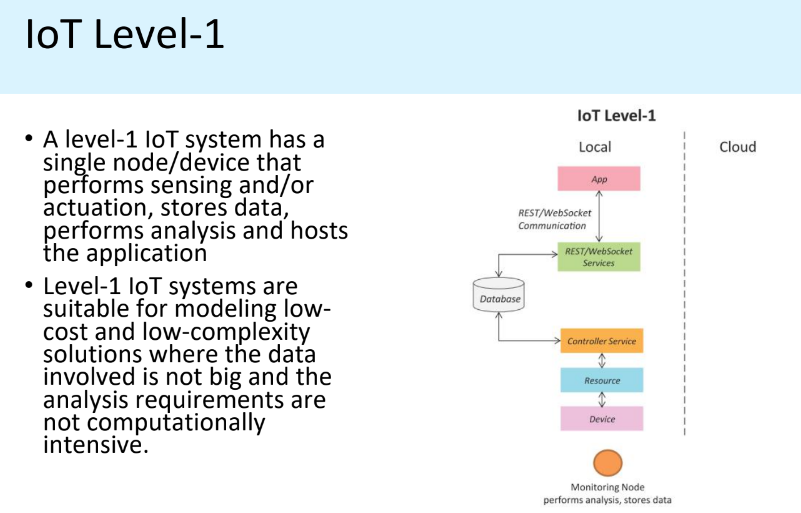 IoT Level-1
• A level-1 IoT system has a
single node/device that
performs sensing and/or
actuation, stores data,
performs analysis and hosts
the application
• Level-1 IoT systems are
suitable for modeling low-
cost and low-complexity
solutions where the data
involved is not big and the
analysis requirements are
not computationally
intensive.
IoT Level-1
Local
Cloud
App
REST/WebSocket
Communication
REST/WebSocket
Services
Database
Controller Service
Resource
Device
Monitoring Node
performs analysis, stores data